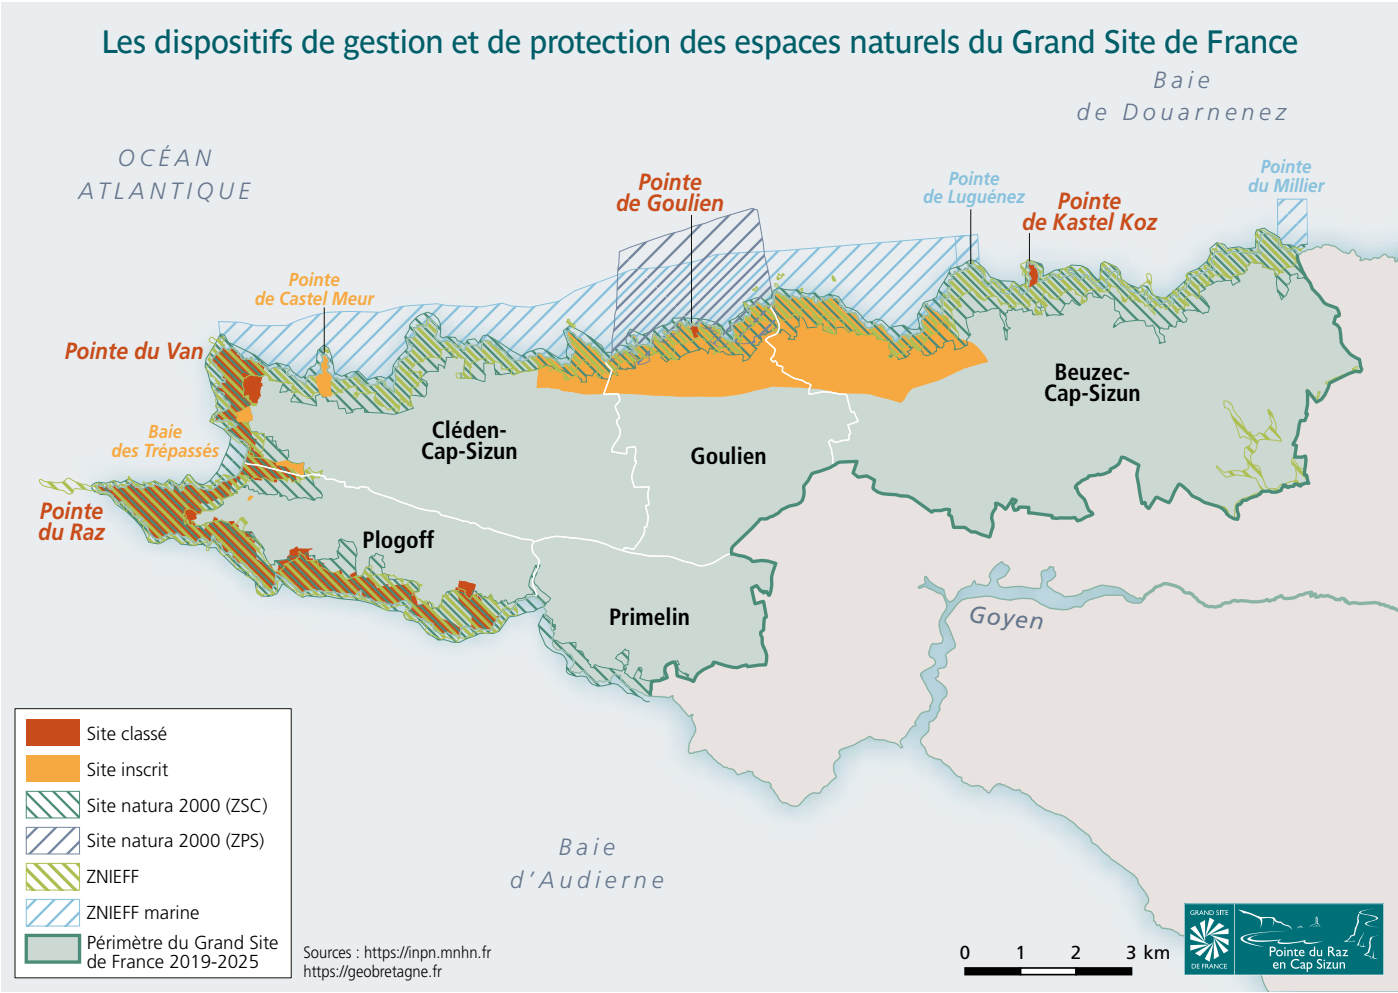 Les dispositifs de gestion et de protection des espaces naturels du Grand Site de France
Baie
de Douarnenez
OCÉAN
ATLANTIQUE
Pointe
de Goulien
Pointe
de Luguénez
Pointe
de Kastel Koz
Pointe
du Millier
Pointe
de Castel Meur
Pointe du Van
Baie
des Trépassés
Pointe
du Raz
Cléden-
Cap-Sizun
Goulien
Beuzec-
Cap-Sizun
Plogoff
Primelin
Goyen
Baie
d'Audierne
Site classé
Site inscrit
Site natura 2000 (ZSC)
Site natura 2000 (ZPS)
ZNIEFF
ZNIEFF marine
Périmètre du Grand Site
de France 2019-2025
Sources : https://inpn.mnhn.fr
https://geobretagne.fr
0 1 2 3 km
GRAND SITE
DE FRANCE
Pointe du Raz
en Cap Sizun